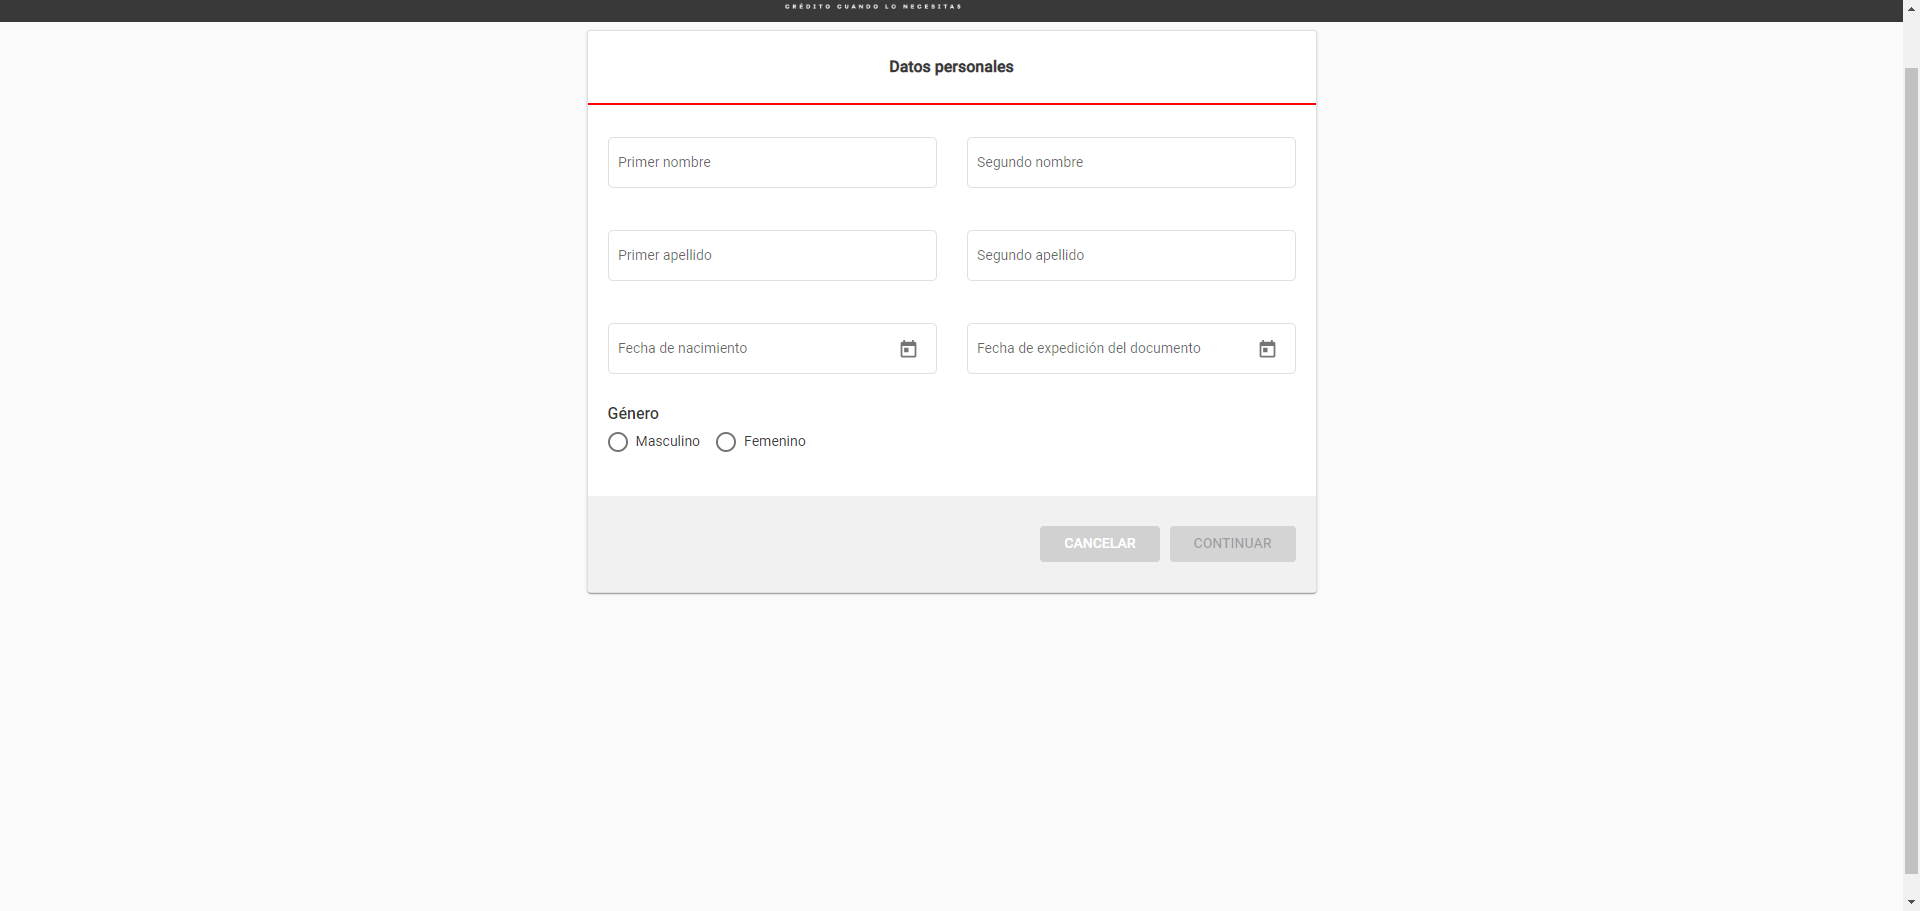 CRÉDITO CUANDO LO NECESITAS
Datos personales
Primer nombre
Segundo nombre
Primer apellido
Segundo apellido
Fecha de nacimiento
Fecha de expedición del documento
Género
Masculino
Femenino
CANCELAR
CONTINUAR